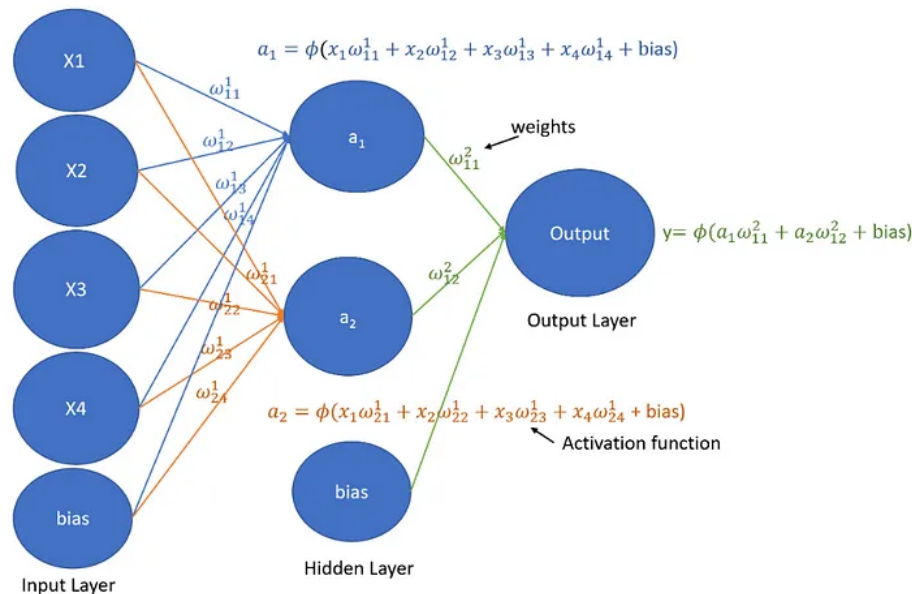 X1
X2
X3
X4
bias
Input Layer
a₁ = ϕ(x₁ω¹₁₁ + x₂ω¹₁₂ + x₃ω¹₁₃ + x₄ω¹₁₄ + bias)
ω¹₁₁
ω¹₁₂
ω¹₁₃
ω¹₁₄
ω¹₂₁
ω¹₂₂
ω¹₂₃
ω¹₂₄
a₁
a₂
a₂ = ϕ(x₁ω¹₂₁ + x₂ω¹₂₂ + x₃ω¹₂₃ + x₄ω¹₂₄ + bias)
Activation function
bias
Hidden Layer
weights
ω²₁₁
ω²₁₂
Output
y= ϕ(a₁ω²₁₁ + a₂ω²₁₂ + bias)
Output Layer